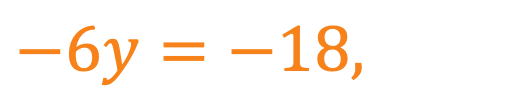 −6y = −18,